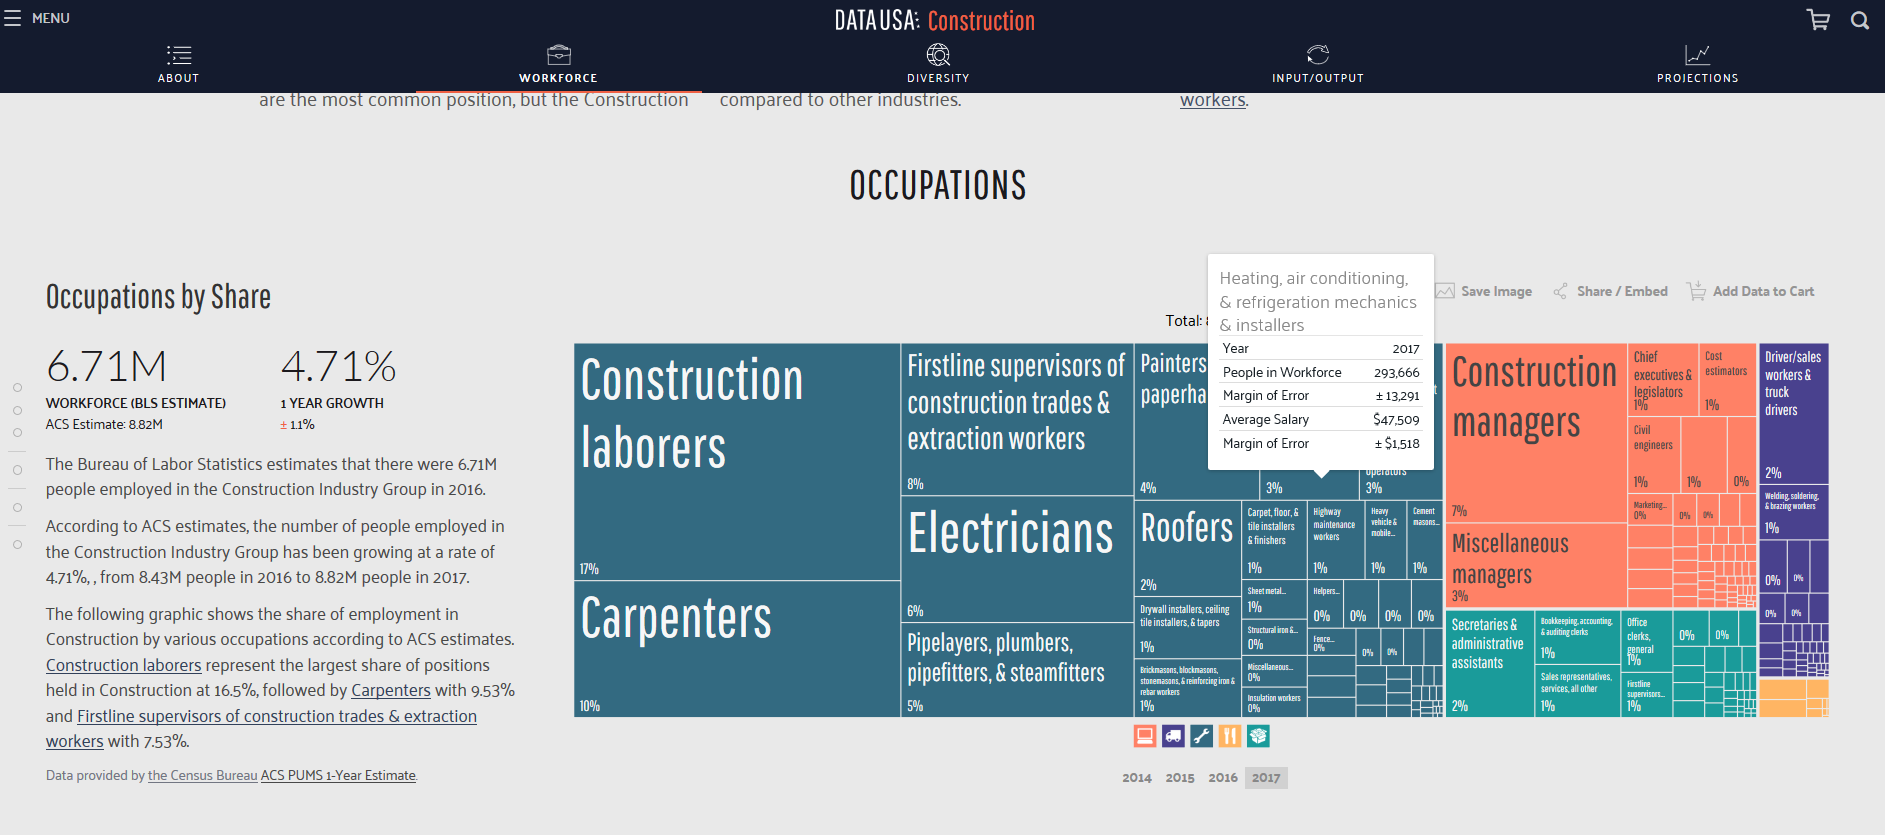 MENU
DATA USA: Construction
ABOUT
WORKFORCE
DIVERSITY
INPUT/OUTPUT
PROJECTIONS
are the most common position, but the Construction
compared to other industries.
workers.
OCCUPATIONS
Occupations by Share
6.71M
WORKFORCE (BLS ESTIMATE)
ACS Estimate: 8.82M
4.71%
1 YEAR GROWTH
± 1.1%
The Bureau of Labor Statistics estimates that there were 6.71M
people employed in the Construction Industry Group in 2016.
According to ACS estimates, the number of people employed in
the Construction Industry Group has been growing at a rate of
4.71%, , from 8.43M people in 2016 to 8.82M people in 2017.
The following graphic shows the share of employment in
Construction by various occupations according to ACS estimates.
Construction laborers represent the largest share of positions
held in Construction at 16.5%, followed by Carpenters with 9.53%
and Firstline supervisors of construction trades & extraction
workers with 7.53%.
Data provided by the Census Bureau ACS PUMS 1-Year Estimate.
Save Image
Share / Embed
Add Data to Cart
Total:
Heating, air conditioning,
& refrigeration mechanics
& installers
Year 2017
People in Workforce 293,666
Margin of Error ± 13,291
Average Salary $47,509
Margin of Error ± $1,518
Construction
laborers
17%
Carpenters
10%
Firstline supervisors of
construction trades &
extraction workers
8%
Electricians
6%
Pipelayers, plumbers,
pipefitters, & steamfitters
5%
Painters
4%
3%
operators
3%
Roofers
2%
Drywall installers, ceiling
tile installers, & tapers
1%
Brickmasons, blockmasons,
stonemasons, & reinforcing iron &
rebar workers
1%
Carpet, floor, &
tile installers
& finishers
1%
Highway
maintenance
workers
1%
Heavy
vehicle &
mobile...
1%
Cement
masons...
1%
Sheet metal...
1%
Helpers...
0%
0%
0%
0%
Structural iron &...
0%
Fence...
0%
0%
0%
Miscellaneous...
0%
Insulation workers
0%
Construction
managers
7%
Miscellaneous
managers
3%
Chief
executives &
legislators
1%
Cost
estimators
1%
Civil
engineers
1%
1%
0%
Marketing...
0%
0%
0%
Secretaries &
administrative
assistants
2%
Bookkeeping, accounting,
& auditing clerks
1%
Sales representatives,
services, all other
1%
Office
clerks,
general
1%
Firstline
supervisors...
1%
0%
0%
Driver/sales
workers &
truck
drivers
2%
Welding, soldering,
& brazing workers
1%
0%
0%
0%
0%
2014
2015
2016
2017